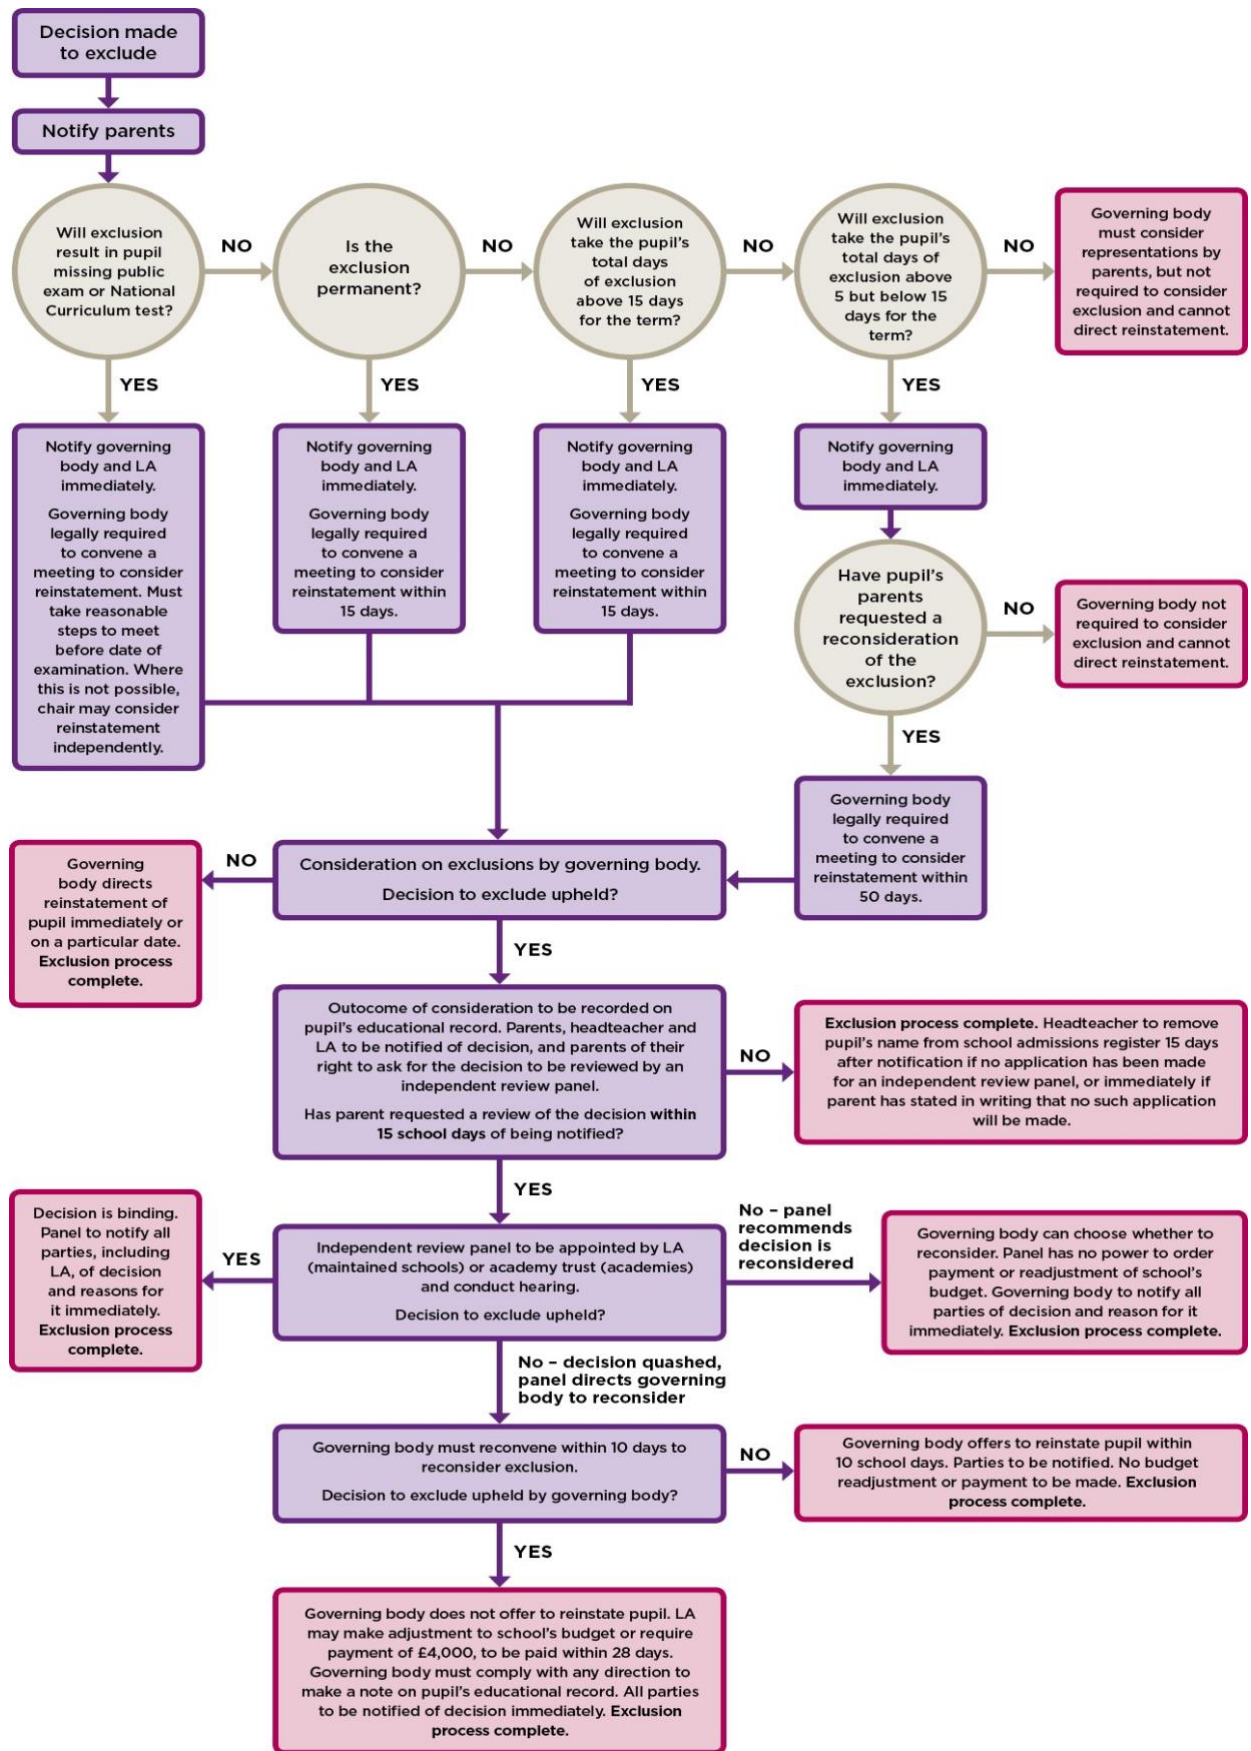 Decision made
to exclude
Notify parents
Will exclusion
result in pupil
missing public
exam or National
Curriculum test?
NO
Is the
exclusion
permanent?
NO
Will exclusion
take the pupil's
total days
of exclusion
above 15 days
for the term?
NO
Will exclusion
take the pupil's
total days of
exclusion above
5 but below 15
days for the
term?
NO
Governing body
must consider
representations by
parents, but not
required to consider
exclusion and cannot
direct reinstatement.
YES
YES
YES
YES
Notify governing
body and LA
immediately.
Governing body
legally required
to convene a
meeting to consider
reinstatement. Must
take reasonable
steps to meet
before date of
examination. Where
this is not possible,
chair may consider
reinstatement
independently.
Notify governing
body and LA
immediately.
Governing body
legally required
to convene a
meeting to consider
reinstatement within
15 days.
Notify governing
body and LA
immediately.
Governing body
legally required
to convene a
meeting to consider
reinstatement within
15 days.
Notify governing
body and LA
immediately.
Have pupil's
parents
requested a
reconsideration
of the
exclusion?
NO
Governing body not
required to consider
exclusion and cannot
direct reinstatement.
YES
Governing body
legally required
to convene a
meeting to consider
reinstatement within
50 days.
Consideration on exclusions by governing body.
Decision to exclude upheld?
NO
Governing
body directs
reinstatement of
pupil immediately or
on a particular date.
Exclusion process
complete.
YES
Outocome of consideration to be recorded on
pupil's educational record. Parents, headteacher and
LA to be notified of decision, and parents of their
right to ask for the decision to be reviewed by an
independent review panel.
Has parent requested a review of the decision within
15 school days of being notified?
NO
Exclusion process complete. Headteacher to remove
pupil's name from school admissions register 15 days
after notification if no application has been made
for an independent review panel, or immediately if
parent has stated in writing that no such application
will be made.
YES
Independent review panel to be appointed by LA
(maintained schools) or academy trust (academies)
and conduct hearing.
Decision to exclude upheld?
YES
Decision is binding.
Panel to notify all
parties, including
LA, of decision
and reasons for
it immediately.
Exclusion process
complete.
No – panel
recommends
decision is
reconsidered
Governing body can choose whether to
reconsider. Panel has no power to order
payment or readjustment of school's
budget. Governing body to notify all
parties of decision and reason for it
immediately. Exclusion process complete.
No – decision quashed,
panel directs governing
body to reconsider
Governing body must reconvene within 10 days to
reconsider exclusion.
Decision to exclude upheld by governing body?
NO
Governing body offers to reinstate pupil within
10 school days. Parties to be notified. No budget
readjustment or payment to be made. Exclusion
process complete.
YES
Governing body does not offer to reinstate pupil. LA
may make adjustment to school's budget or require
payment of £4,000, to be paid within 28 days.
Governing body must comply with any direction to
make a note on pupil's educational record. All parties
to be notified of decision immediately. Exclusion
process complete.